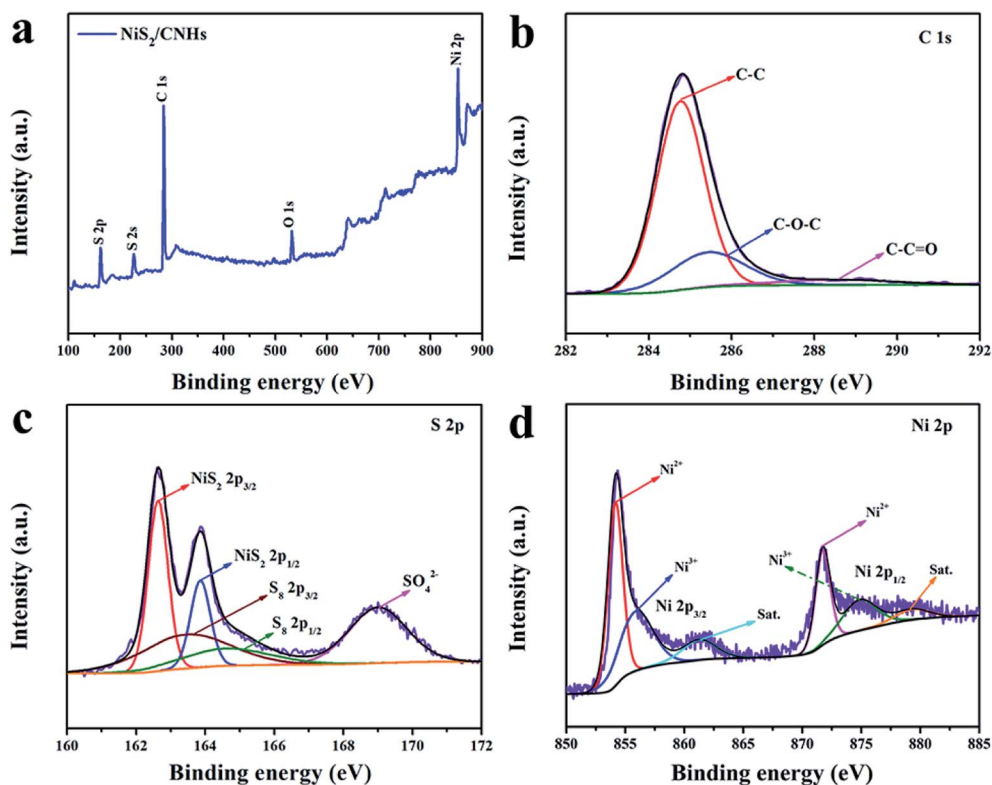 a
NiS₂/CNHs
S 2p
S 2s
C 1s
O 1s
Ni 2p
Intensity (a.u.)
100 200 300 400 500 600 700 800 900
Binding energy (eV)
b
C 1s
C-C
C-O-C
C-C=O
Intensity (a.u.)
282 284 286 288 290 292
Binding energy (eV)
c
S 2p
NiS₂ 2p₃/₂
NiS₂ 2p₁/₂
S₈ 2p₃/₂
S₈ 2p₁/₂
SO₄²⁻
Intensity (a.u.)
160 162 164 166 168 170 172
Binding energy (eV)
d
Ni 2p
Ni²⁺
Ni³⁺
Ni 2p₃/₂
Sat.
Ni²⁺
Ni³⁺
Ni 2p₁/₂
Sat.
Intensity (a.u.)
850 855 860 865 870 875 880 885
Binding energy (eV)